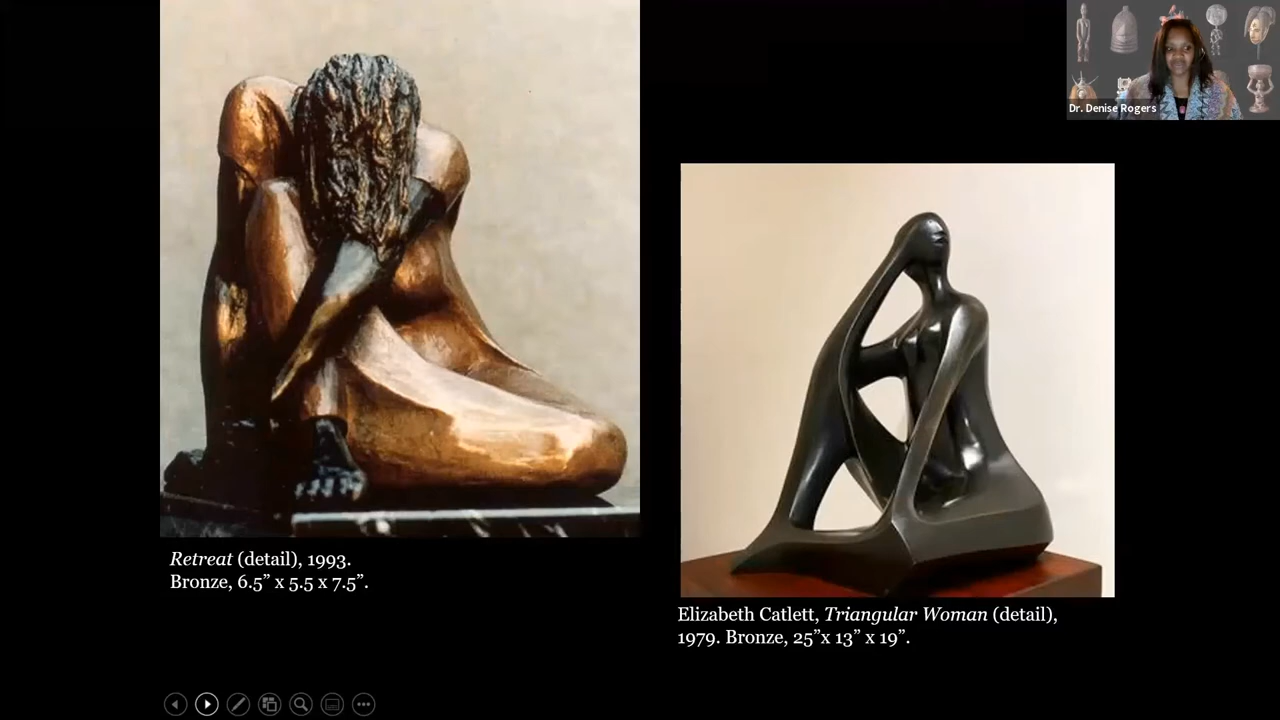 Dr. Denise Rogers
Retreat (detail), 1993.
Bronze, 6.5” x 5.5 x 7.5”.
Elizabeth Catlett, Triangular Woman (detail),
1979. Bronze, 25”x 13” x 19”.